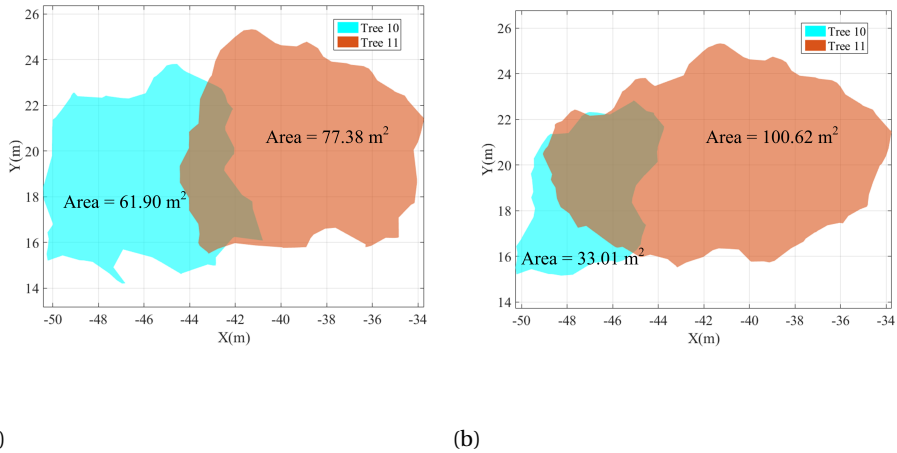 26
24
22
20
18
16
14
Y(m)
-50 -48 -46 -44 -42 -40 -38 -36 -34
X(m)
Tree 10
Tree 11
Area = 77.38 m²
Area = 61.90 m²
26
24
22
20
18
16
14
Y(m)
-50 -48 -46 -44 -42 -40 -38 -36 -34
X(m)
Tree 10
Tree 11
Area = 100.62 m²
Area = 33.01 m²
)
(b)